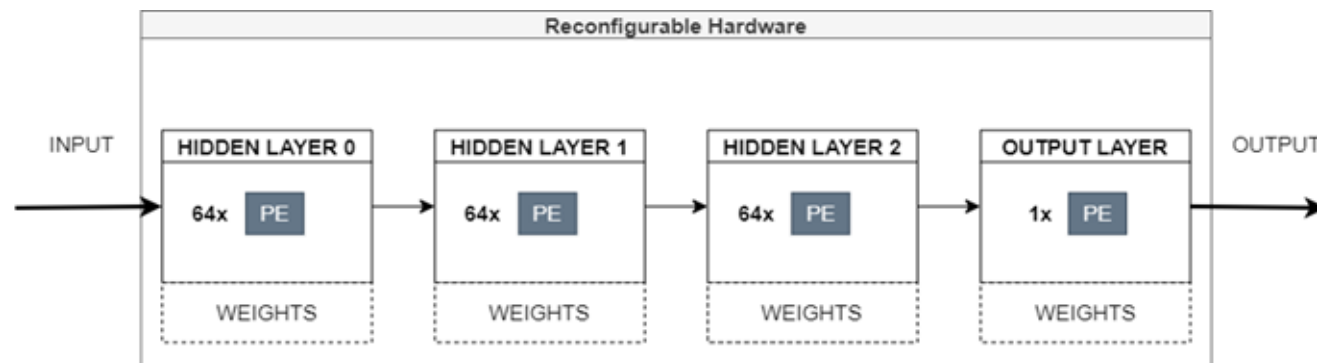 Reconfigurable Hardware
INPUT
HIDDEN LAYER 0
HIDDEN LAYER 1
HIDDEN LAYER 2
OUTPUT LAYER
OUTPUT
64x PE
64x PE
64x PE
1x PE
WEIGHTS
WEIGHTS
WEIGHTS
WEIGHTS